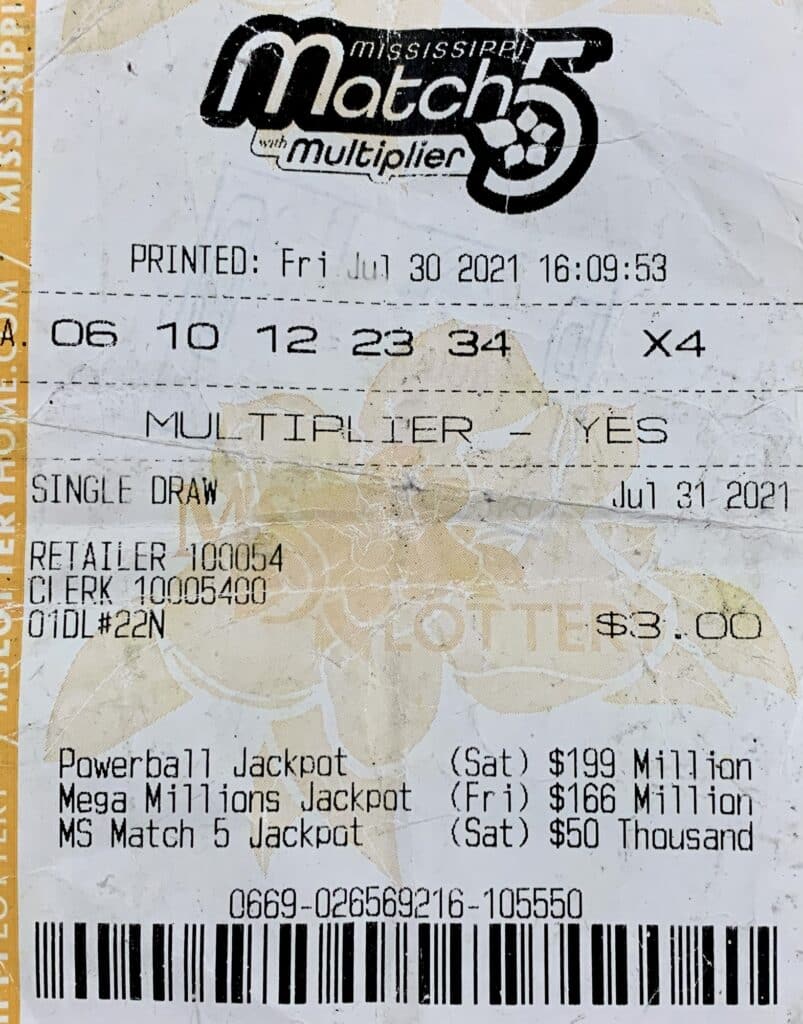 MISSISSIPPI
Match 5
with Multiplier
PRINTED: Fri Jul 30 2021 16:09:53
A. 06 10 12 23 34 X4
MULTIPLIER - YES
SINGLE DRAW Jul 31 2021
RETAILER 100054
CLERK 10005400
01DL#22N $3.00
MS
LOTTERY
Powerball Jackpot (Sat) $199 Million
Mega Millions Jackpot (Fri) $166 Million
MS Match 5 Jackpot (Sat) $50 Thousand
0669-026569216-105550
MSLOTTERYHOME.COM / MISSISSIPPI